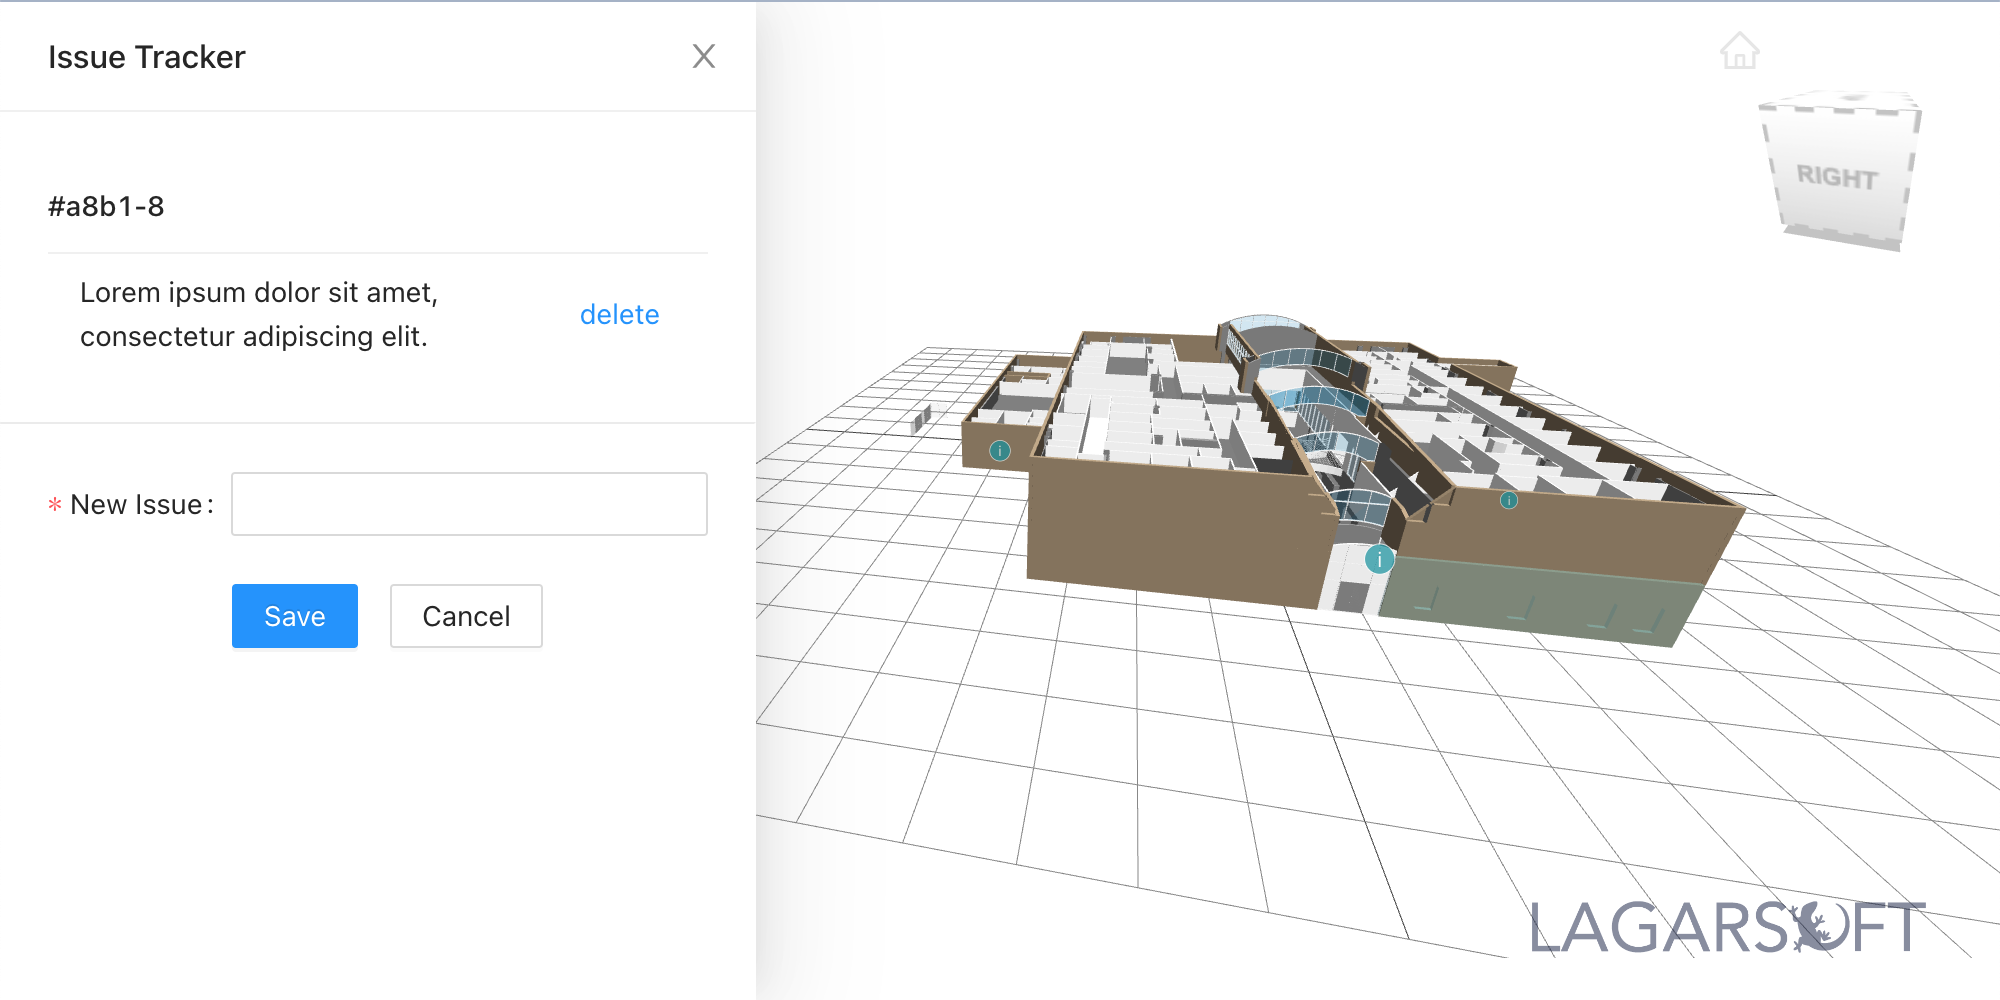 Issue Tracker
#a8b1-8
Lorem ipsum dolor sit amet,
consectetur adipiscing elit.
delete
* New Issue:
Save
Cancel
RIGHT
i
i
i
LAGARSOFT